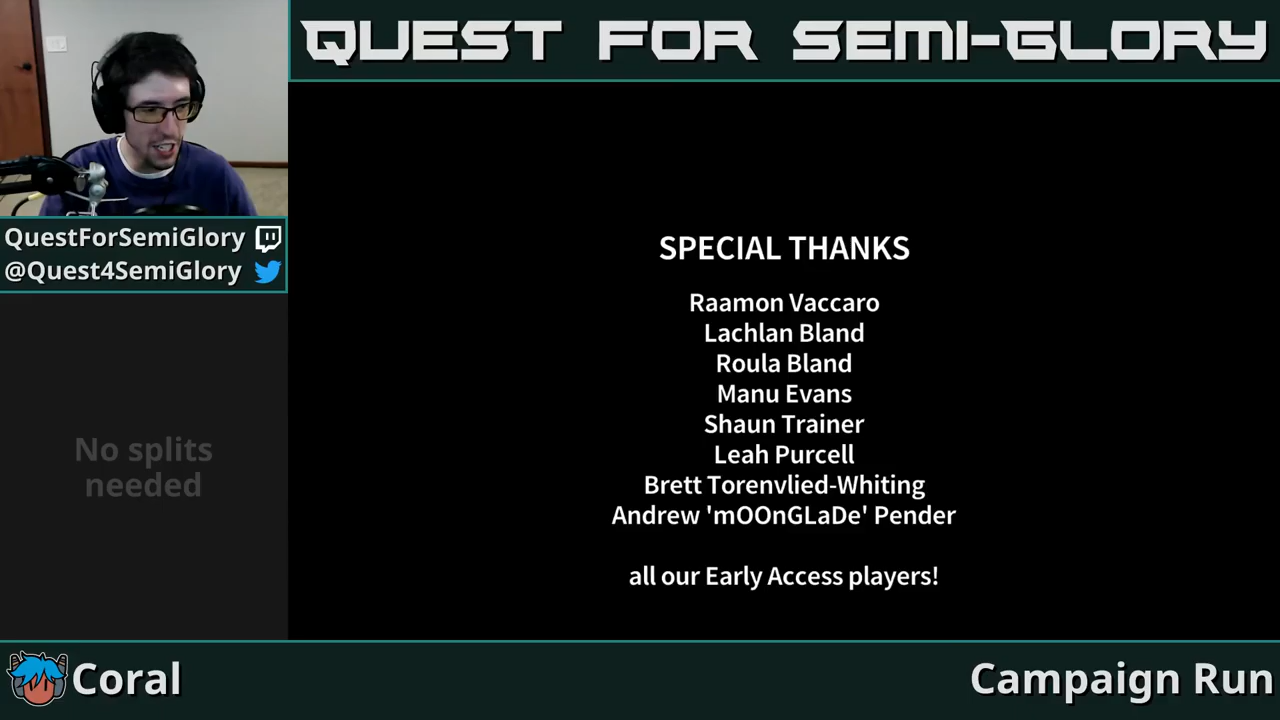 QUEST FOR SEMI-GLORY
QuestForSemiGlory
@Quest4SemiGlory
No splits
needed
SPECIAL THANKS
Raamon Vaccaro
Lachlan Bland
Roula Bland
Manu Evans
Shaun Trainer
Leah Purcell
Brett Torenvlied-Whiting
Andrew 'mOOnGLaDe' Pender
all our Early Access players!
Coral
Campaign Run